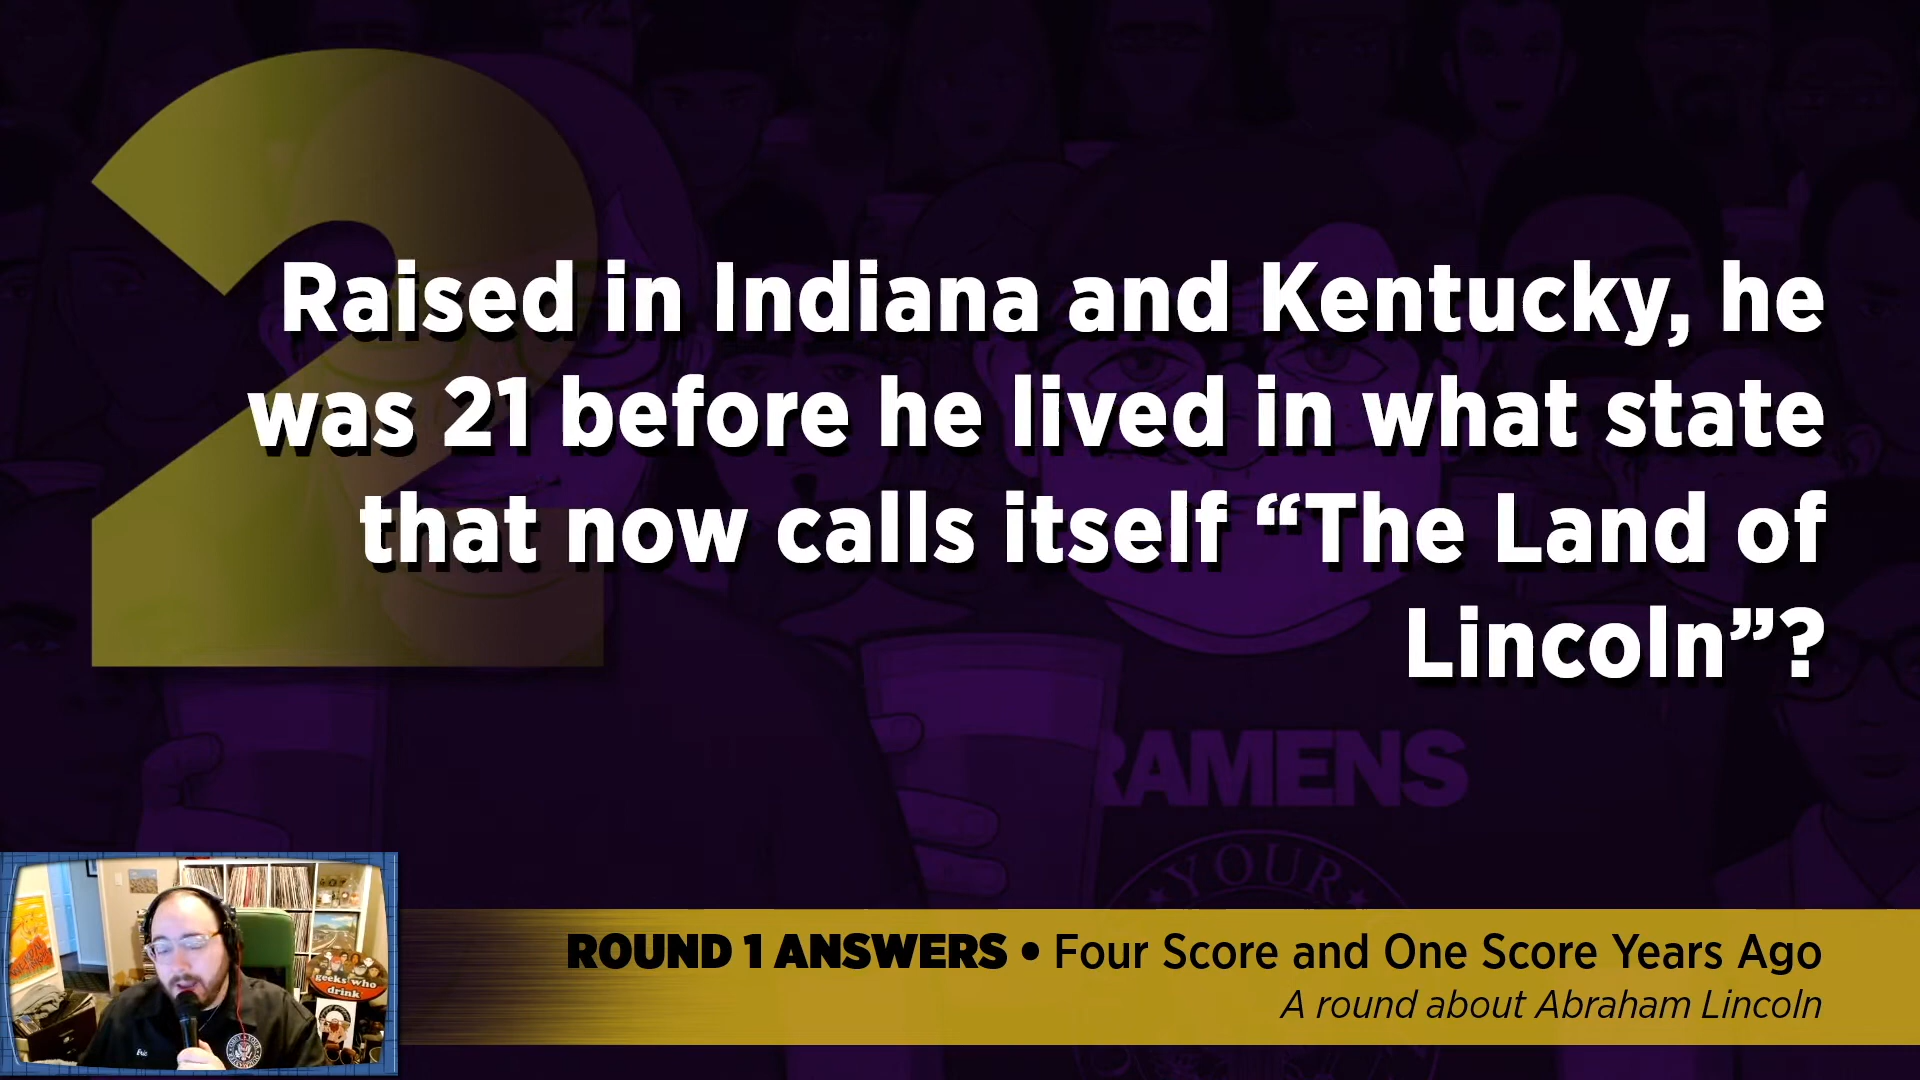 2
Raised in Indiana and Kentucky, he
was 21 before he lived in what state
that now calls itself “The Land of
Lincoln”?
RAMENS
YOUR
geeks who
drink
Eric
ROUND 1 ANSWERS • Four Score and One Score Years Ago
A round about Abraham Lincoln